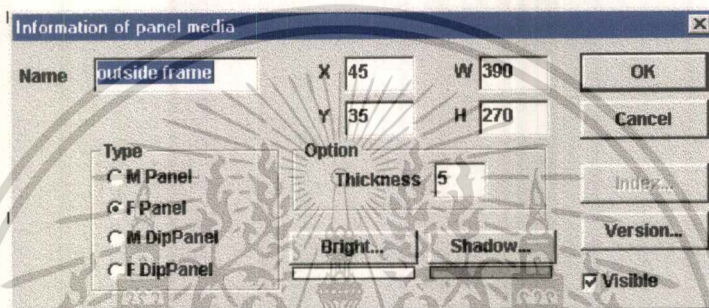 Information of panel media
Name outside frame X 45 W 390 OK
Y 35 H 270 Cancel
Type Option
M Panel Thickness 5 Index...
F Panel
M DipPanel Bright... Shadow... Version...
F DipPanel Visible